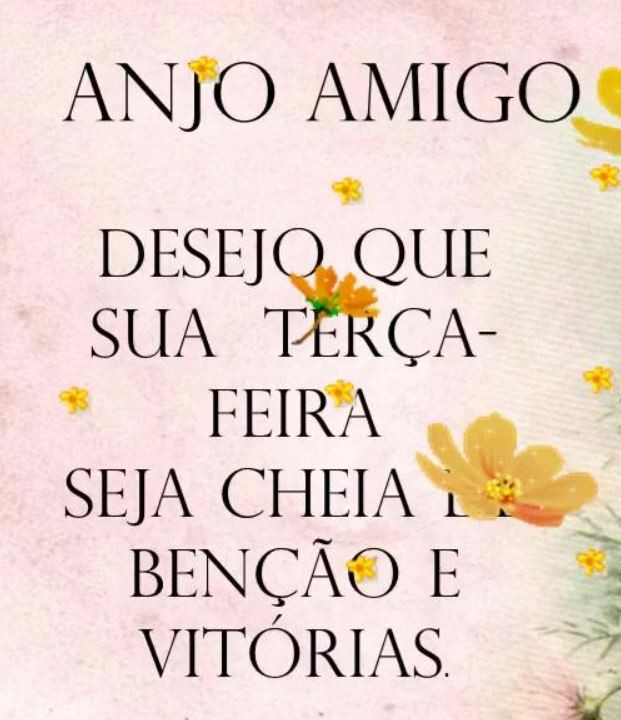 ANJO AMIGO
DESEJO QUE
SUA TERÇA-
FEIRA
SEJA CHEIA
BENÇÃO E
VITÓRIAS.